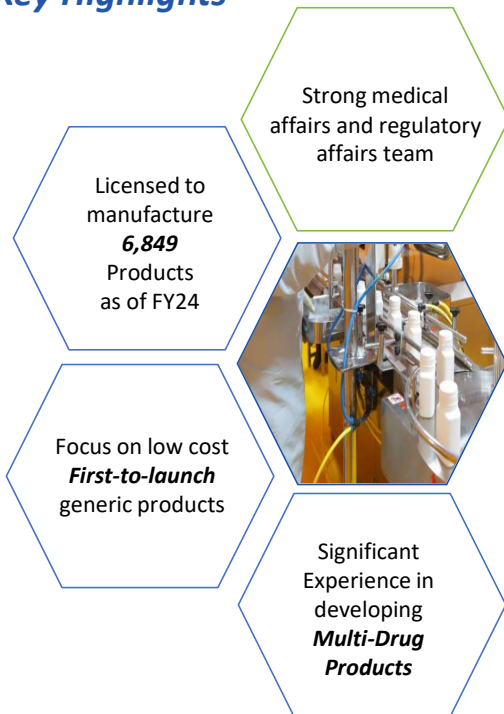 Key Highlights
Strong medical
affairs and regulatory
affairs team
Licensed to
manufacture
6,849
Products
as of FY24
Focus on low cost
First-to-launch
generic products
Significant
Experience in
developing
Multi-Drug
Products